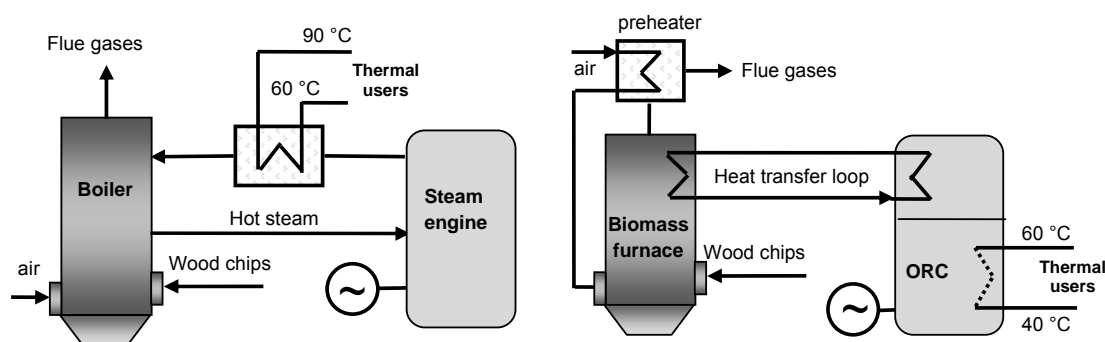 Flue gases
90 °C
Thermal
users
60 °C
Boiler
Hot steam
Steam
engine
air
Wood chips
~
preheater
air
Flue gases
Heat transfer loop
Biomass
furnace
Wood chips
ORC
60 °C
Thermal
users
40 °C
~